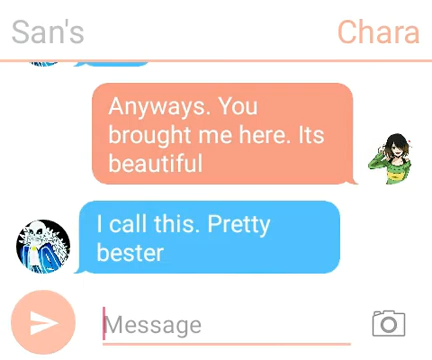 San's
Chara
Anyways. You
brought me here. Its
beautiful
I call this. Pretty
bester
Message